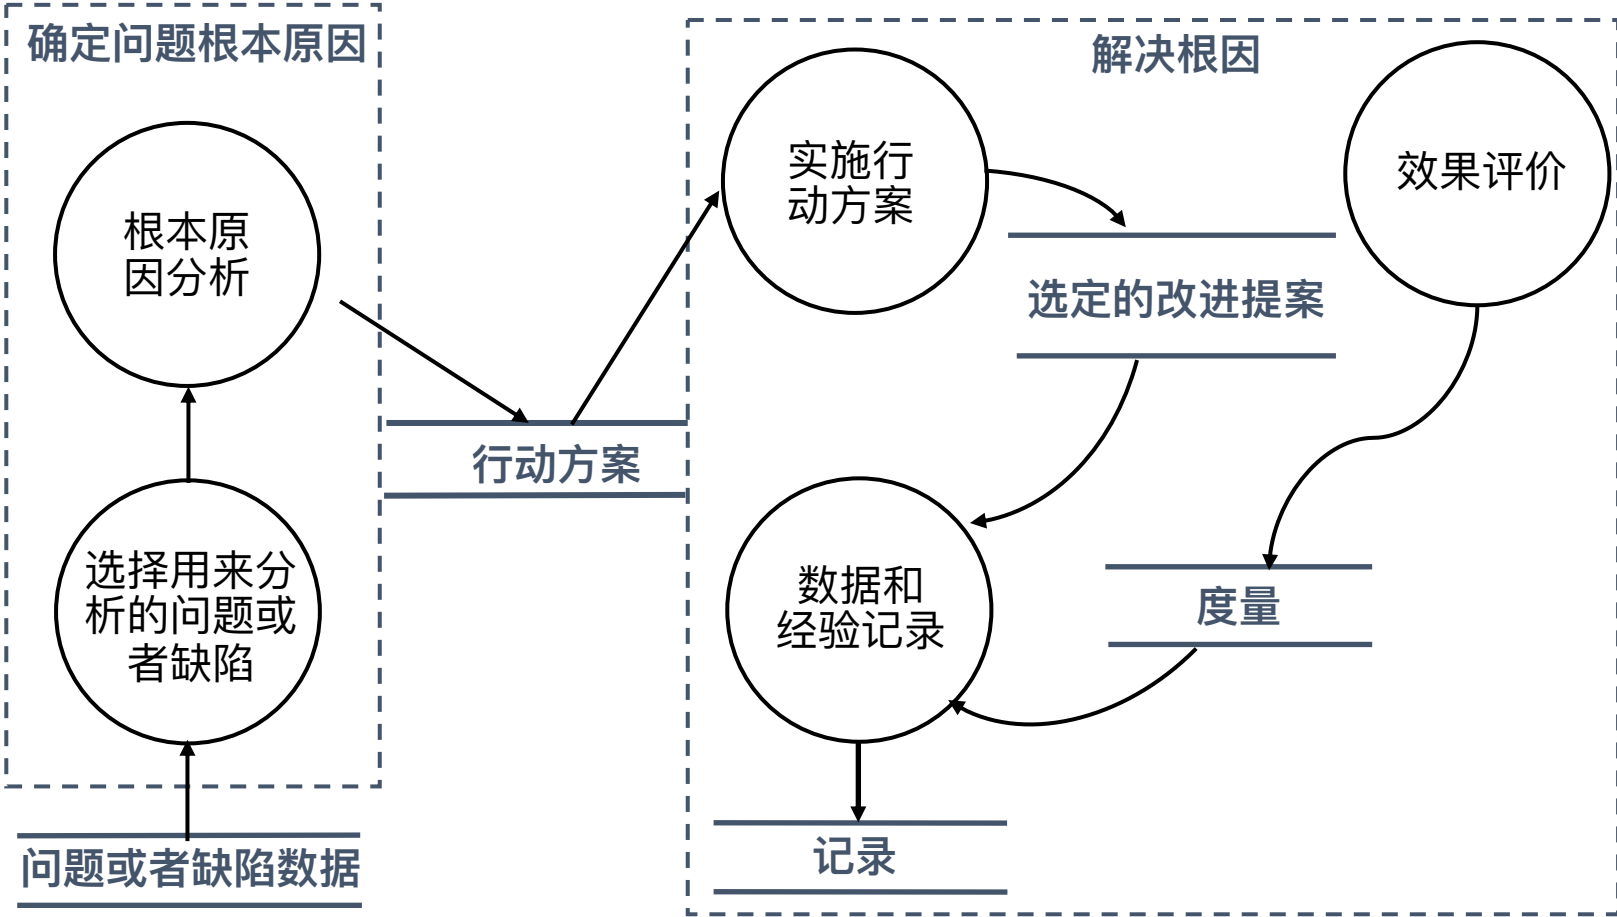 确定问题根本原因
根本原
因分析
选择用来分
析的问题或
者缺陷
问题或者缺陷数据
行动方案
解决根因
实施行
动方案
效果评价
选定的改进提案
数据和
经验记录
度量
记录